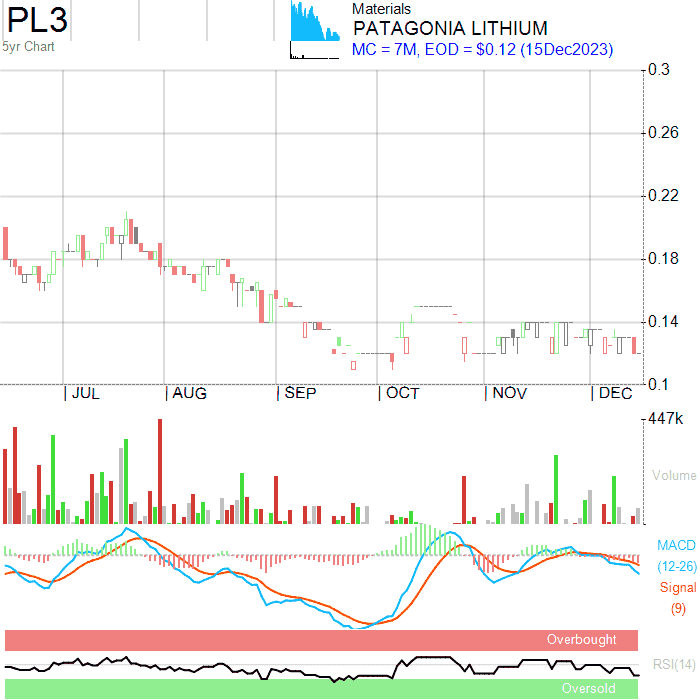 PL3
5yr Chart
Materials
PATAGONIA LITHIUM
MC = 7M, EOD = $0.12 (15Dec2023)
0.3
0.26
0.22
0.18
0.14
0.1
JUL AUG SEP OCT NOV DEC
447k
Volume
MACD
(12-26)
Signal
(9)
Overbought
RSI(14)
Oversold